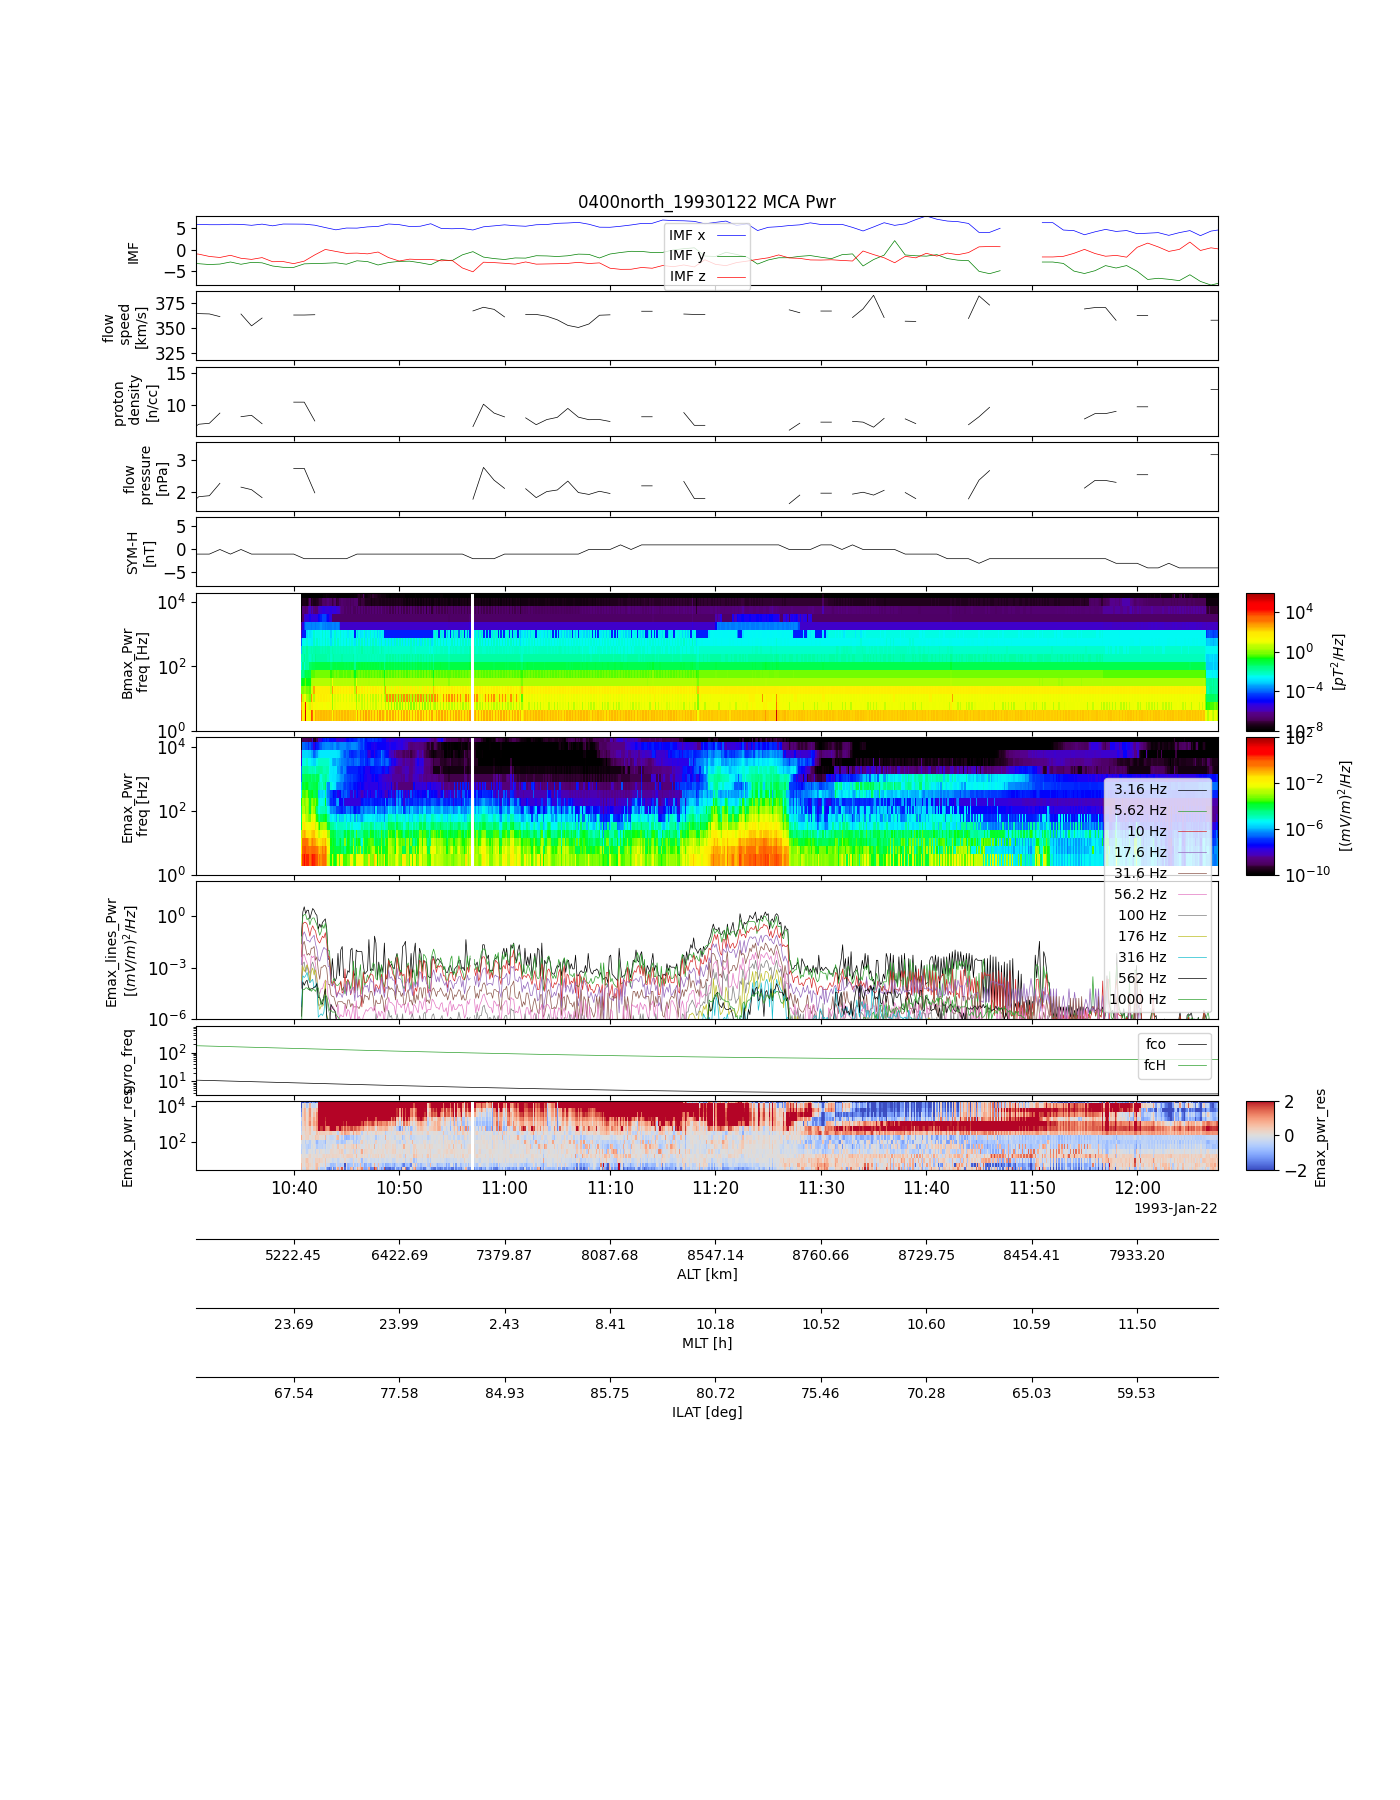 0400north_19930122 MCA Pwr
IMF
5
0
−5
IMF x
IMF y
IMF z
flow
speed
[km/s]
375
350
325
proton
density
[n/cc]
15
10
flow
pressure
[nPa]
3
2
SYM-H
[nT]
5
0
−5
Bmax_Pwr
freq [Hz]
10^4
10^2
10^0
10^4
10^0
10^-4
10^-8
[pT^2/Hz]
Emax_Pwr
freq [Hz]
10^4
10^2
10^0
10^2
10^-2
10^-6
10^-10
[(mV/m)^2/Hz]
3.16 Hz
5.62 Hz
10 Hz
17.6 Hz
31.6 Hz
56.2 Hz
100 Hz
176 Hz
316 Hz
562 Hz
1000 Hz
Emax_lines_Pwr
[(mV/m)^2/Hz]
10^0
10^-3
10^-6
gyro_freq
10^2
10^1
fco
fcH
Emax_pwr_res
10^4
10^2
2
0
−2
Emax_pwr_res
10:40 10:50 11:00 11:10 11:20 11:30 11:40 11:50 12:00
1993-Jan-22
5222.45 6422.69 7379.87 8087.68 8547.14 8760.66 8729.75 8454.41 7933.20
ALT [km]
23.69 23.99 2.43 8.41 10.18 10.52 10.60 10.59 11.50
MLT [h]
67.54 77.58 84.93 85.75 80.72 75.46 70.28 65.03 59.53
ILAT [deg]